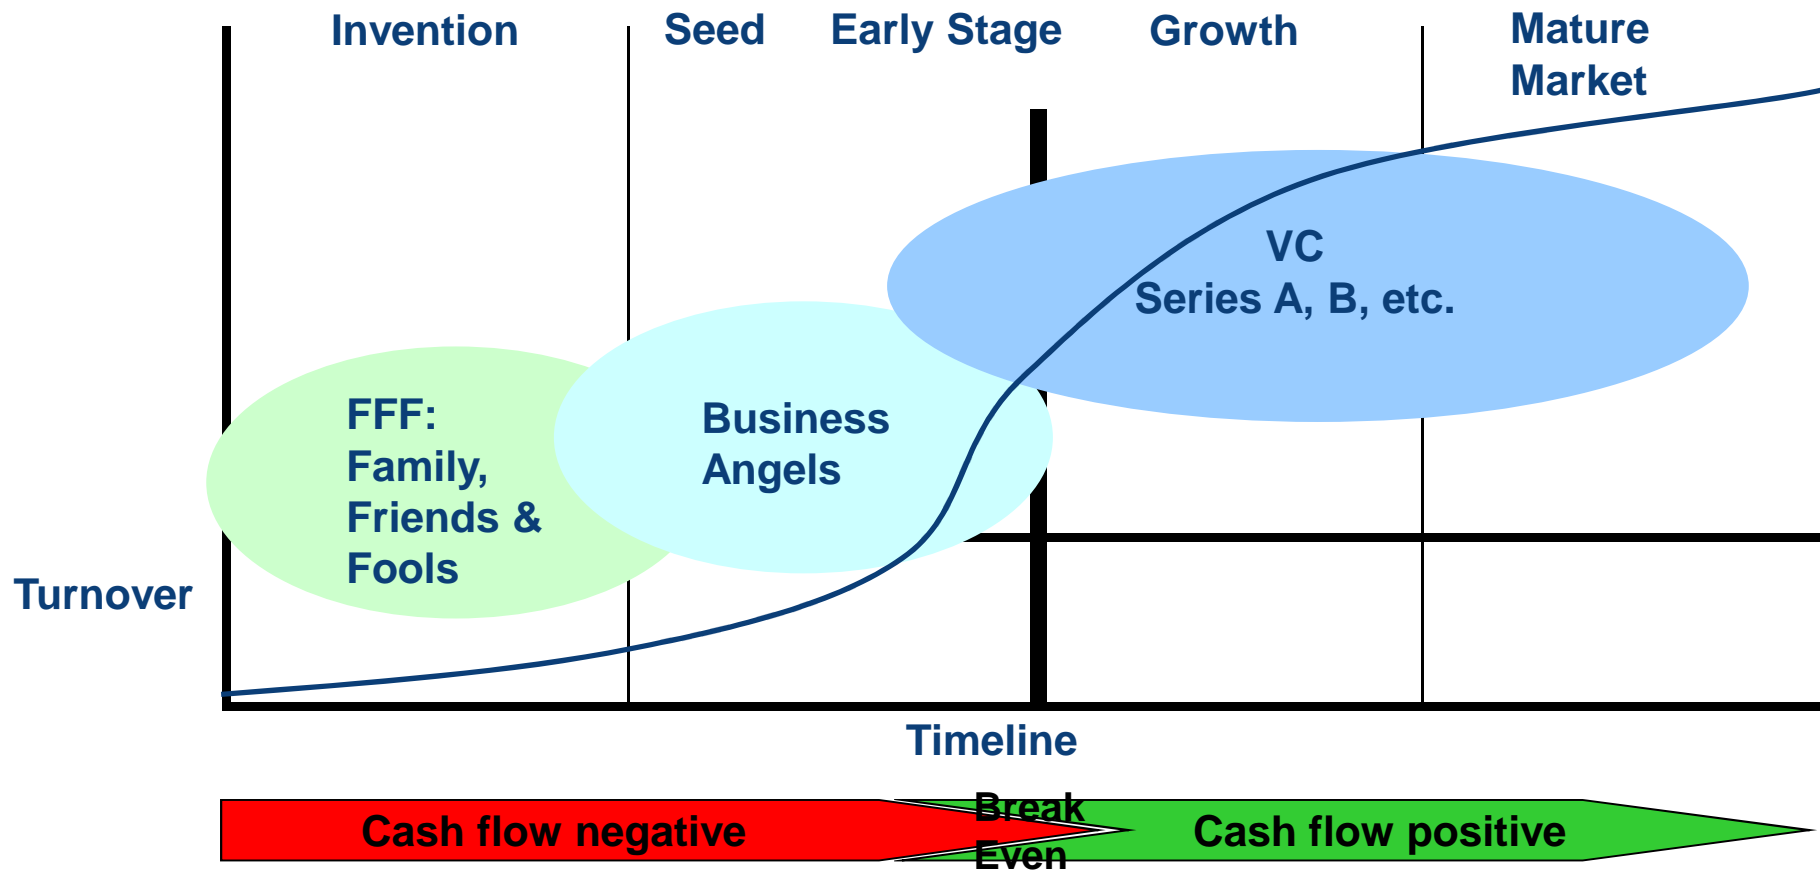 Invention
Seed
Early Stage
Growth
Mature
Market
VC
Series A, B, etc.
FFF:
Family,
Friends &
Fools
Business
Angels
Turnover
Timeline
Cash flow negative
Break
Even
Cash flow positive